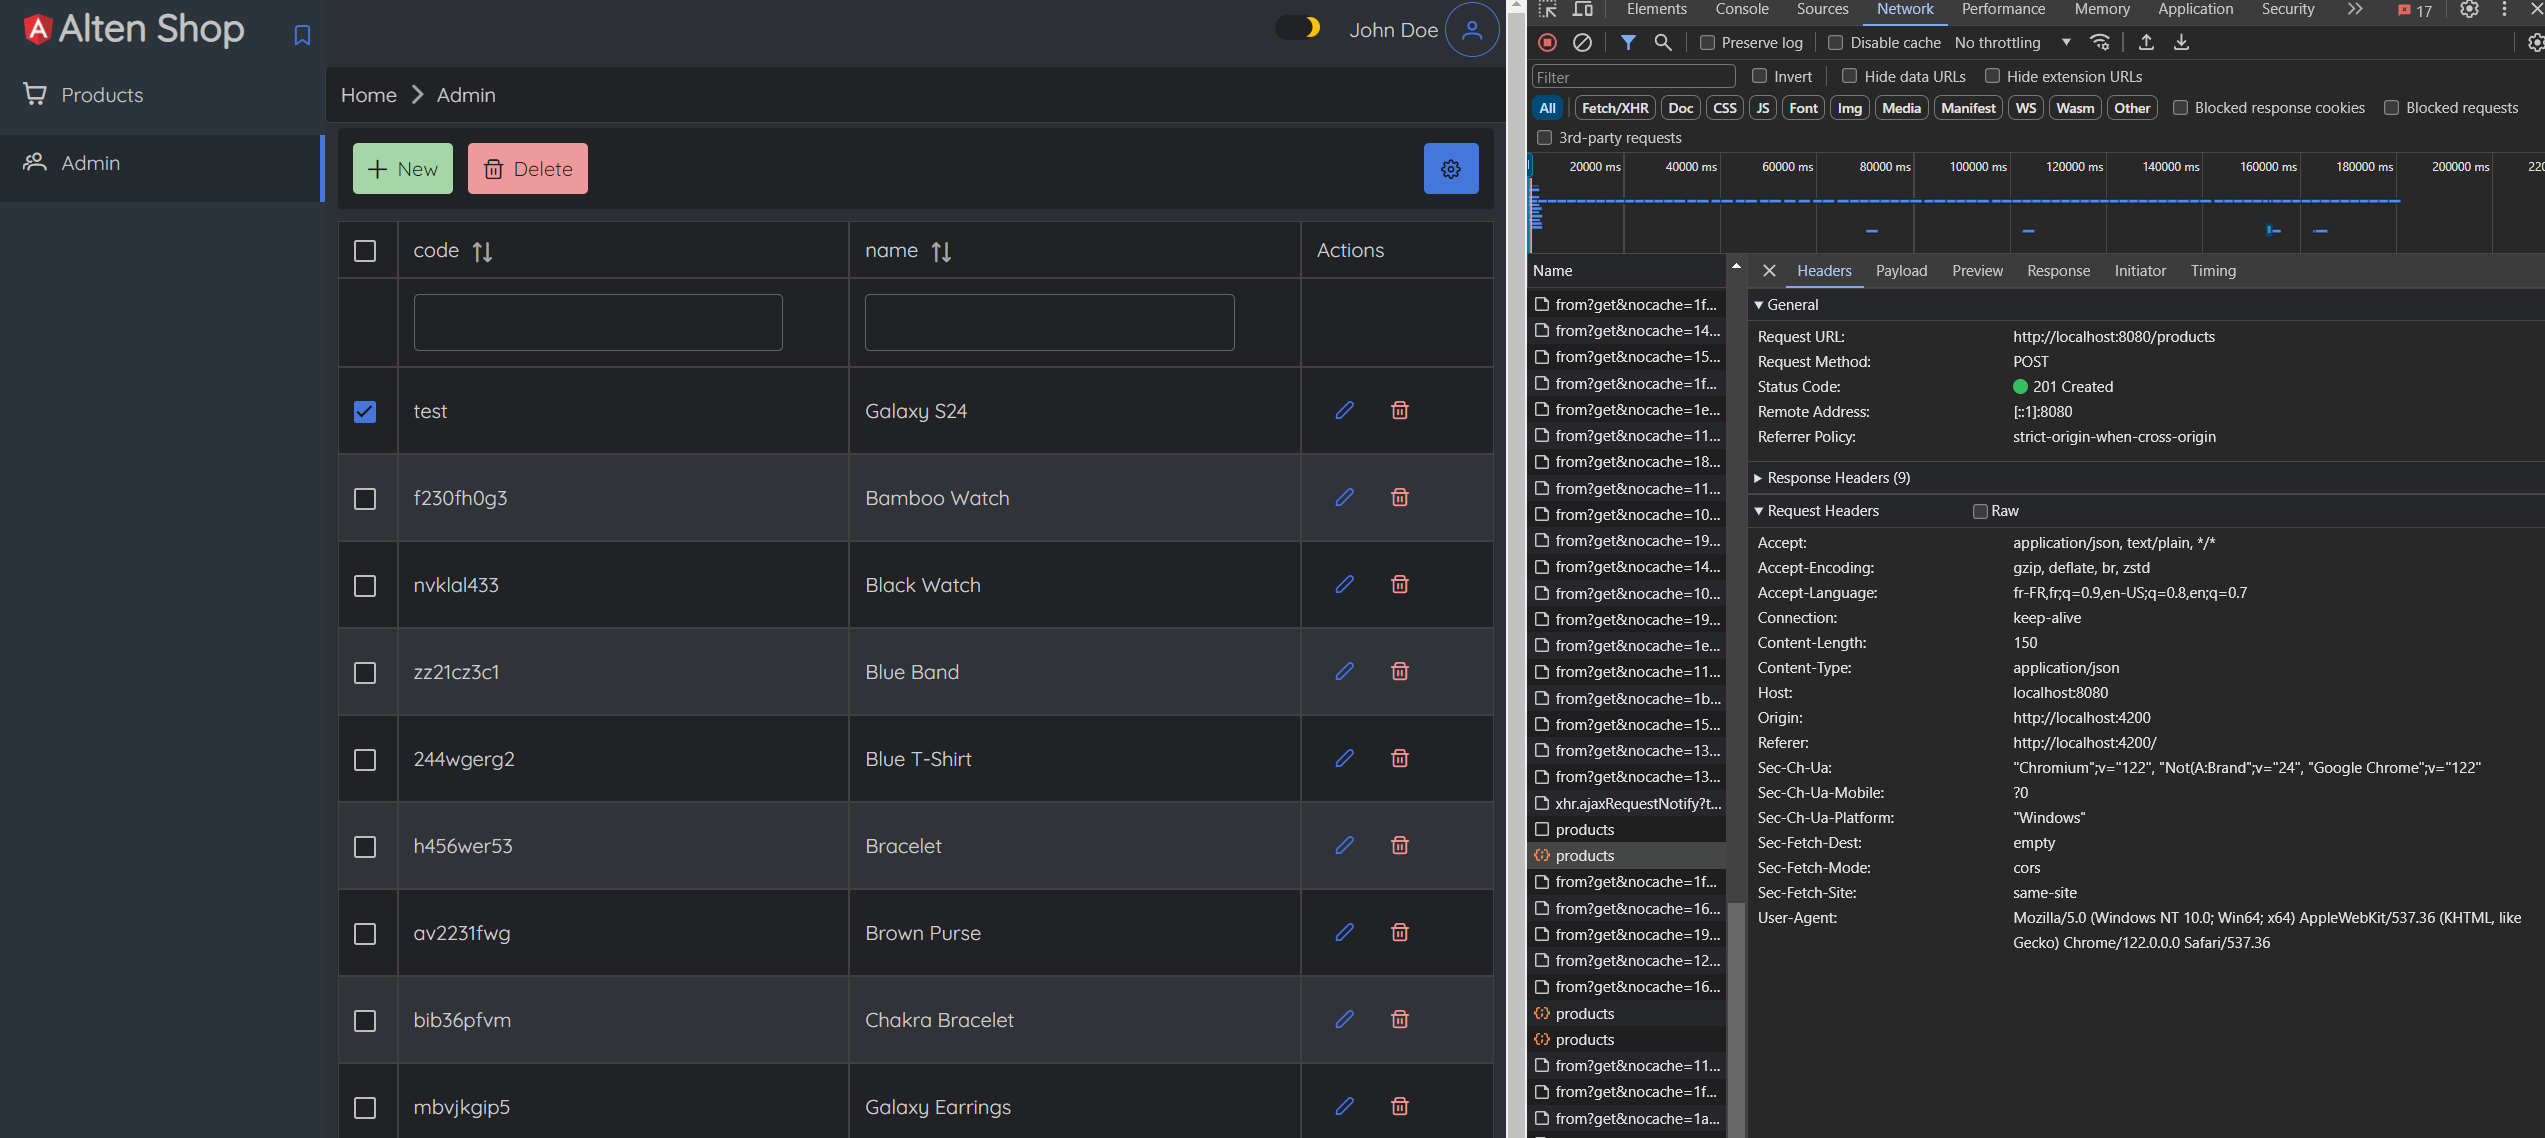 Alten Shop
John Doe
Products
Admin
Home
Admin
New
Delete
code
name
Actions
test
Galaxy S24
f230fh0g3
Bamboo Watch
nvklal433
Black Watch
zz21cz3c1
Blue Band
244wgerg2
Blue T-Shirt
h456wer53
Bracelet
av2231fwg
Brown Purse
bib36pfvm
Chakra Bracelet
mbvjkgip5
Galaxy Earrings
Elements Console Sources Network Performance Memory Application Security 17
Preserve log Disable cache No throttling
Filter Invert Hide data URLs Hide extension URLs
All Fetch/XHR Doc CSS JS Font Img Media Manifest WS Wasm Other Blocked response cookies Blocked requests
3rd-party requests
20000 ms 40000 ms 60000 ms 80000 ms 100000 ms 120000 ms 140000 ms 160000 ms 180000 ms 200000 ms
Name
from?get&nocache=1f...
from?get&nocache=14...
from?get&nocache=15...
from?get&nocache=1f...
from?get&nocache=1e...
from?get&nocache=11...
from?get&nocache=18...
from?get&nocache=11...
from?get&nocache=10...
from?get&nocache=19...
from?get&nocache=14...
from?get&nocache=10...
from?get&nocache=19...
from?get&nocache=1e...
from?get&nocache=11...
from?get&nocache=1b...
from?get&nocache=15...
from?get&nocache=13...
from?get&nocache=13...
xhr.ajaxRequestNotify?t...
products
products
from?get&nocache=1f...
from?get&nocache=16...
from?get&nocache=19...
from?get&nocache=12...
from?get&nocache=16...
products
products
from?get&nocache=11...
from?get&nocache=1f...
from?get&nocache=1a...
Headers Payload Preview Response Initiator Timing
General
Request URL: http://localhost:8080/products
Request Method: POST
Status Code: 201 Created
Remote Address: [::1]:8080
Referrer Policy: strict-origin-when-cross-origin
Response Headers (9)
Request Headers Raw
Accept: application/json, text/plain, */*
Accept-Encoding: gzip, deflate, br, zstd
Accept-Language: fr-FR,fr;q=0.9,en-US;q=0.8,en;q=0.7
Connection: keep-alive
Content-Length: 150
Content-Type: application/json
Host: localhost:8080
Origin: http://localhost:4200
Referer: http://localhost:4200/
Sec-Ch-Ua: "Chromium";v="122", "Not(A:Brand";v="24", "Google Chrome";v="122"
Sec-Ch-Ua-Mobile: ?0
Sec-Ch-Ua-Platform: "Windows"
Sec-Fetch-Dest: empty
Sec-Fetch-Mode: cors
Sec-Fetch-Site: same-site
User-Agent: Mozilla/5.0 (Windows NT 10.0; Win64; x64) AppleWebKit/537.36 (KHTML, like
Gecko) Chrome/122.0.0.0 Safari/537.36